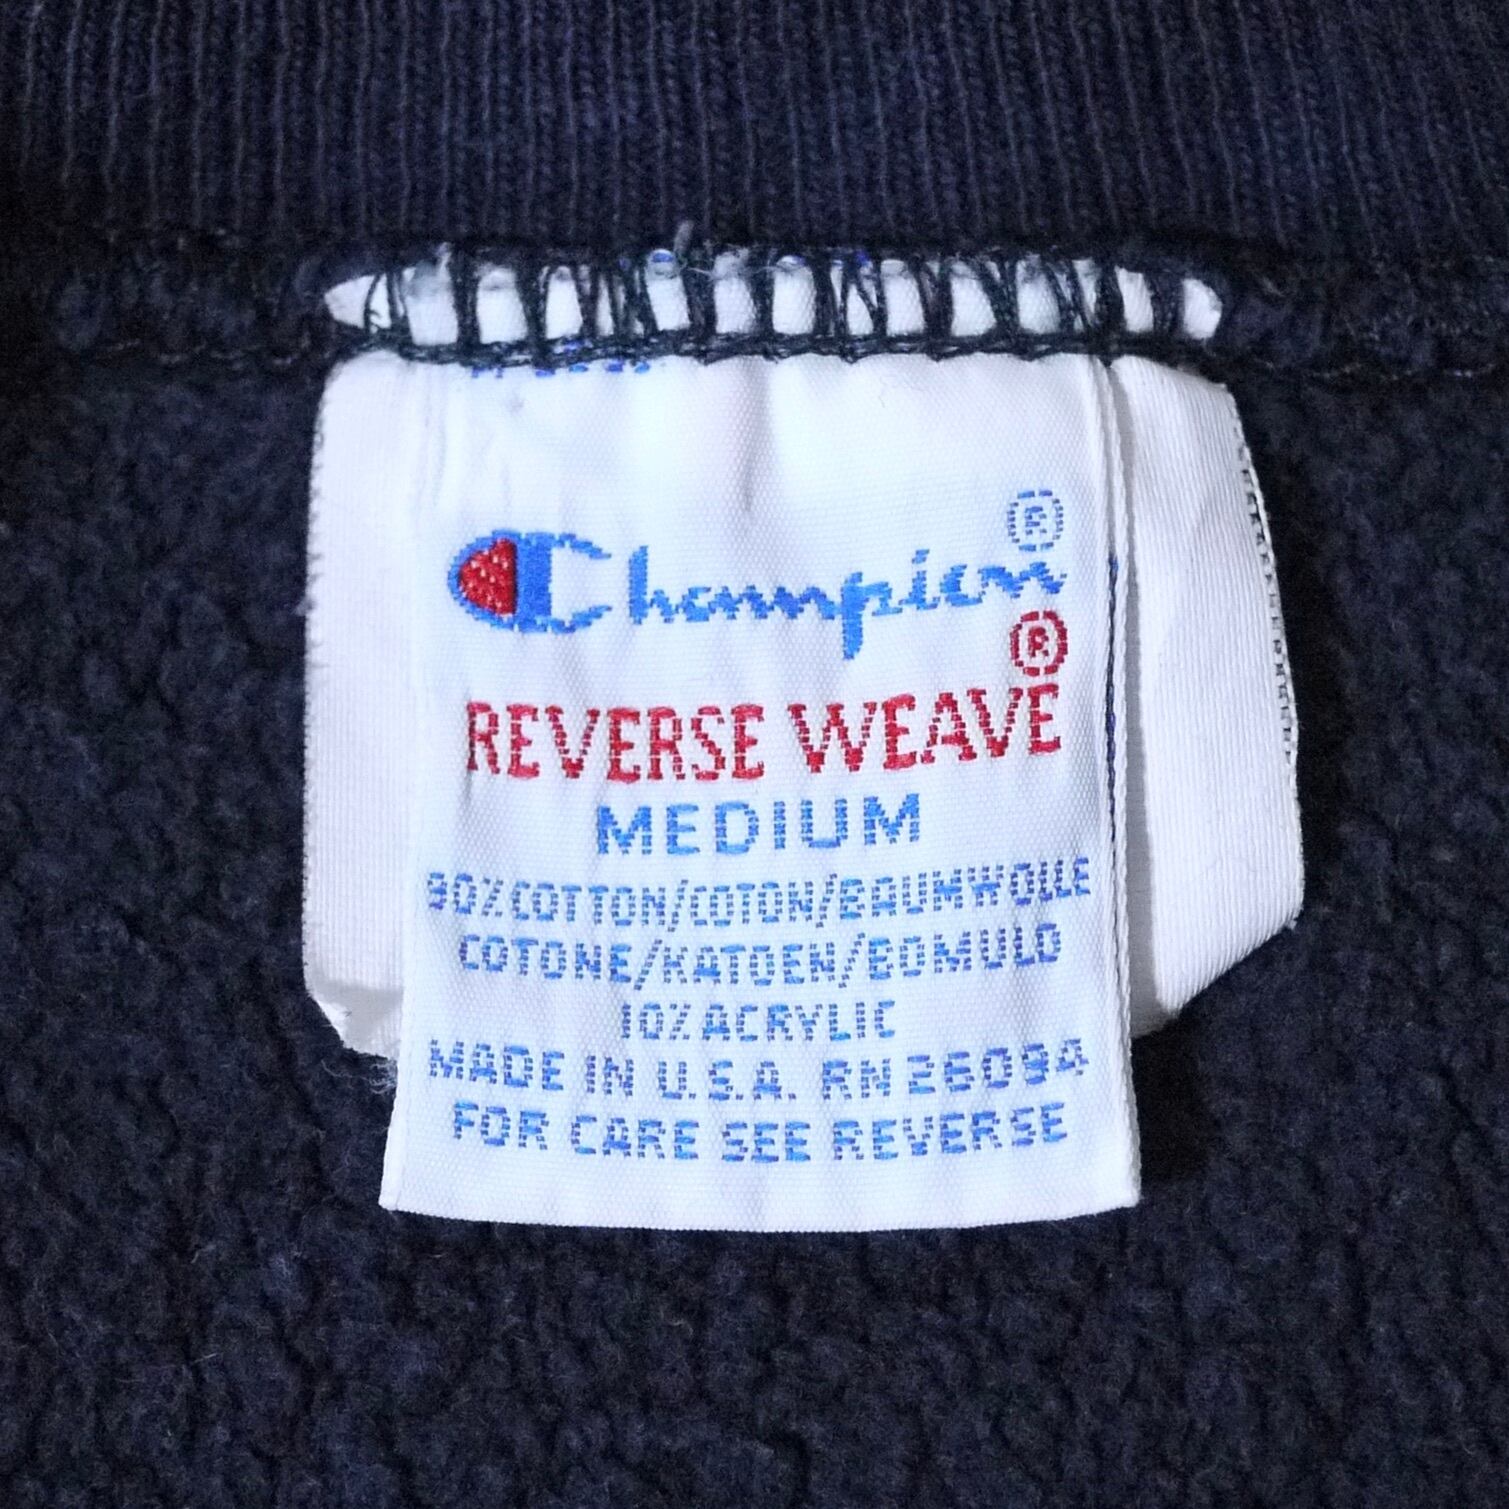 Champion®
REVERSE WEAVE®
MEDIUM
90% COTTON/COTON/BAUMWOLLE
COTONE/KATOEN/BOMULD
10% ACRYLIC
MADE IN U.S.A. RN 26094
FOR CARE SEE REVERSE